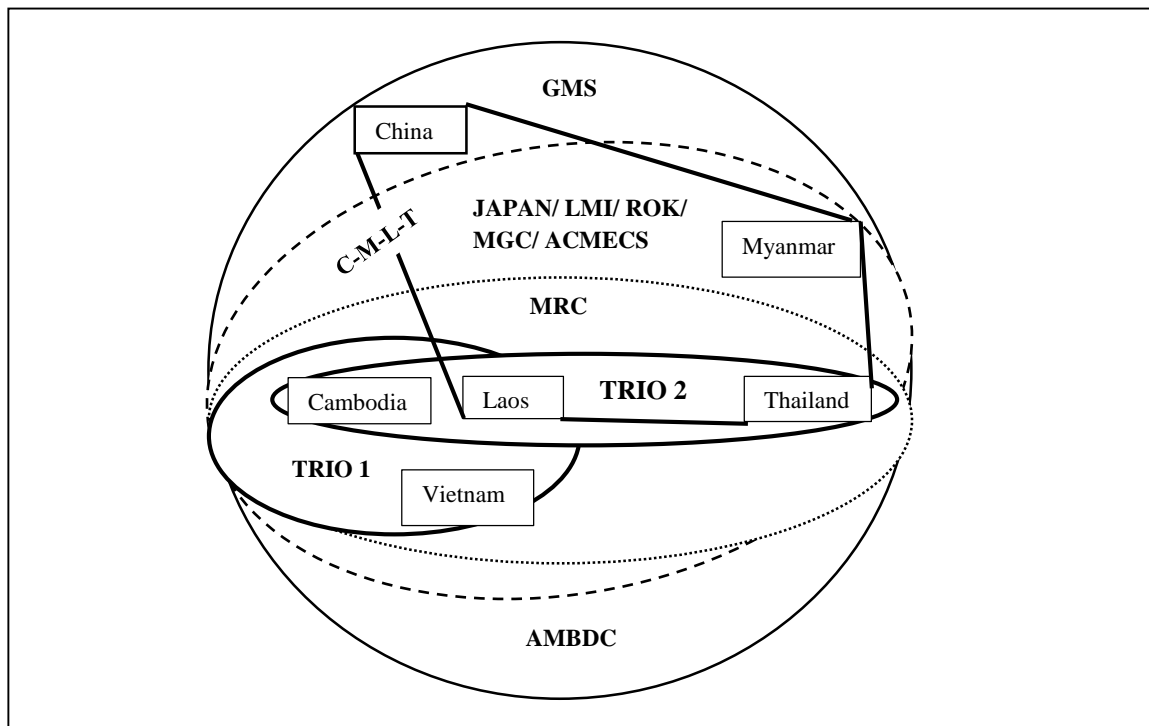 GMS
China
JAPAN/ LMI/ ROK/
MGC/ ACMECS
C-M-L-T
Myanmar
MRC
Cambodia
Laos
TRIO 2
Thailand
TRIO 1
Vietnam
AMBDC